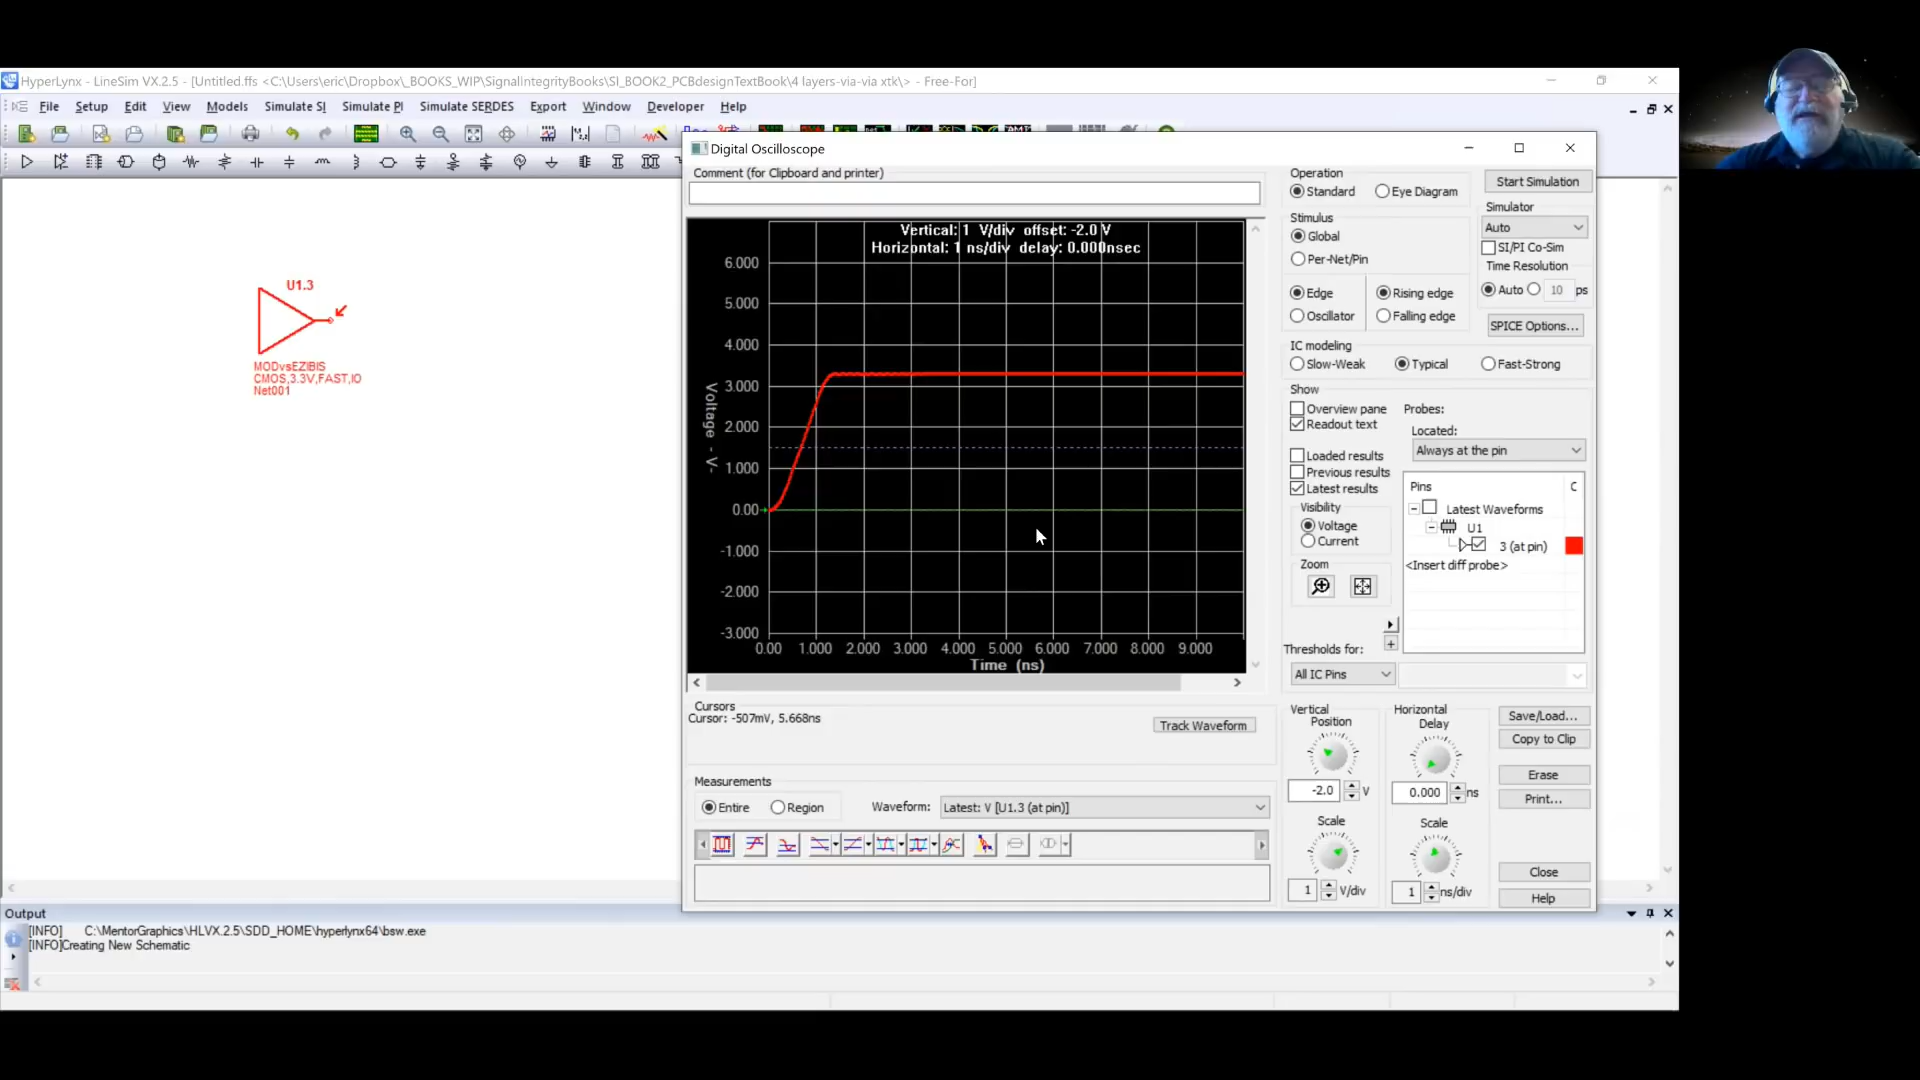 HyperLynx - LineSim VX.2.5 - [Untitled.ffs <C:\Users\eric\Dropbox\_BOOKS_WIP\SignalIntegrityBooks\SI_BOOK2_PCBdesignTextBook\4 layers-via-via xtk\> - Free-For]
File Setup Edit View Models Simulate SI Simulate PI Simulate SERDES Export Window Developer Help
U1.3
MODvsEZIBIS
CMOS,3.3V,FAST,IO
Net001
Digital Oscilloscope
Comment (for Clipboard and printer)
Vertical: 1 V/div offset: -2.0 V
Horizontal: 1 ns/div delay: 0.000nsec
6.000
5.000
4.000
3.000
2.000
1.000
0.00
-1.000
-2.000
-3.000
Voltage - V-
0.00 1.000 2.000 3.000 4.000 5.000 6.000 7.000 8.000 9.000
Time (ns)
Cursors
Cursor: -507mV, 5.668ns
Track Waveform
Measurements
Entire Region
Waveform: Latest: V [U1.3 (at pin)]
Operation
Standard Eye Diagram
Stimulus
Global
Per-Net/Pin
Edge Rising edge
Oscillator Falling edge
Start Simulation
Simulator
Auto
SI/PI Co-Sim
Time Resolution
Auto 10 ps
SPICE Options...
IC modeling
Slow-Weak Typical Fast-Strong
Show
Overview pane
Readout text
Loaded results
Previous results
Latest results
Visibility
Voltage
Current
Zoom
Probes:
Located:
Always at the pin
Pins C
Latest Waveforms
U1
3 (at pin)
<Insert diff probe>
Thresholds for:
All IC Pins
Vertical
Position
-2.0 V
Scale
1 V/div
Horizontal
Delay
0.000 ns
Scale
1 ns/div
Save/Load...
Copy to Clip
Erase
Print...
Close
Help
Output
[INFO] C:\MentorGraphics\HLVX.2.5\SDD_HOME\hyperlynx64\bsw.exe
[INFO]Creating New Schematic